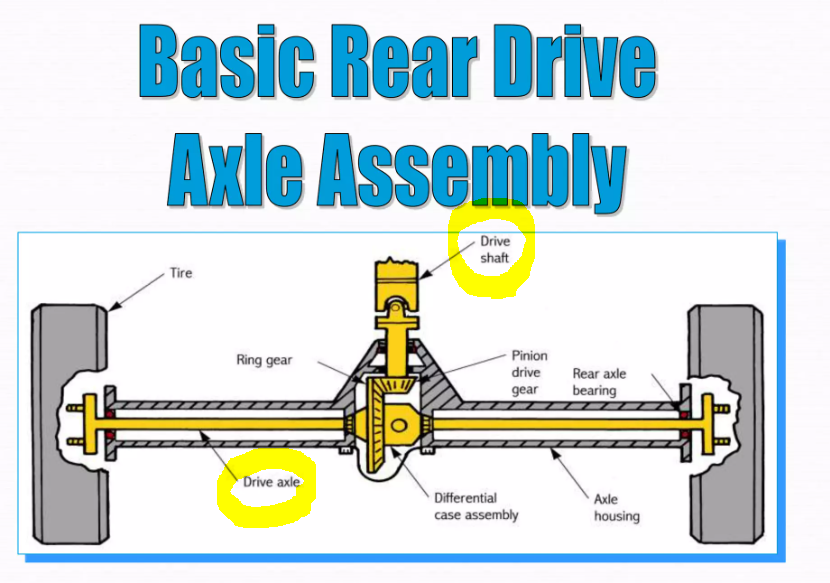 Basic Rear Drive
Axle Assembly
Drive
shaft
Tire
Ring gear
Pinion
drive
gear
Rear axle
bearing
Drive axle
Differential
case assembly
Axle
housing